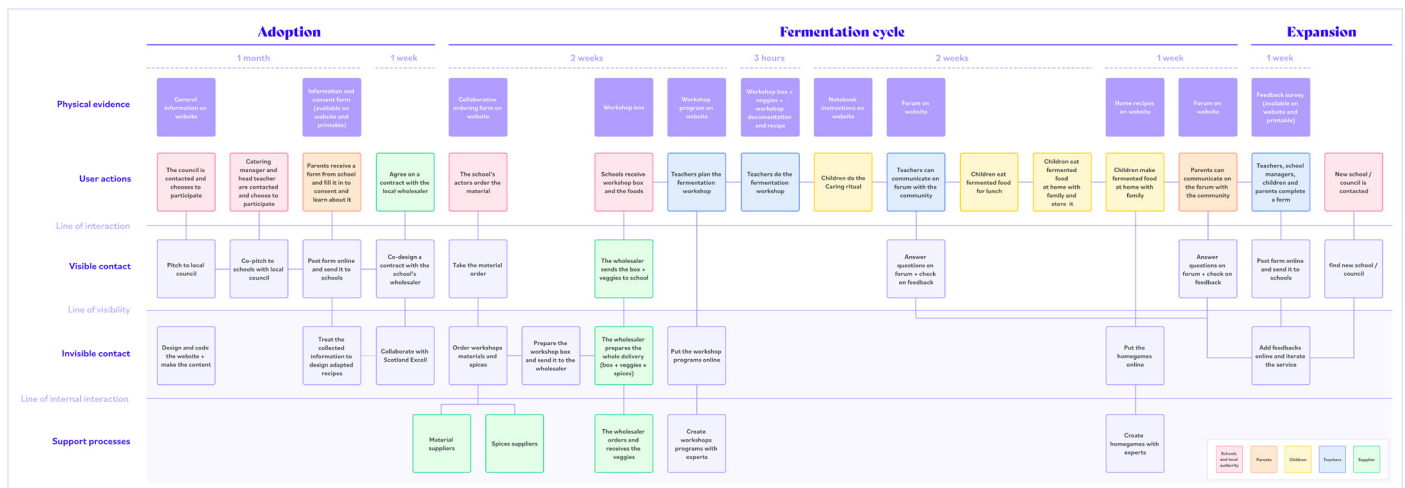 Adoption
Fermentation cycle
Expansion
1 month
1 week
2 weeks
3 hours
2 weeks
1 week
1 week
Physical evidence
General
information on
website
Information and
consent form
(available on
website and
printable)
Collaborative
ordering form on
website
Workshop box
Workshop
program on
website
Workshop box +
veggies +
workshop
documentation
and recipe
Notebook
instructions on
website
Forum on
website
Home recipes
on website
Forum on
website
Feedback survey
(available on
website and
printable)
User actions
The council is
contacted and
chooses to
participate
Catering
manager and
head teacher
are contacted
and choose to
participate
Parents receive a
form from school
and fill it in to
consent and
learn about it
Agree on a
contract with the
local wholesaler
The school's
actors order the
material
Schools receive
workshop box
and the foods
Teachers plan the
fermentation
workshop
Teachers do the
fermentation
workshop
Children do the
Caring ritual
Teachers can
communicate on
forum with the
community
Children eat
fermented food
for lunch
Children eat
fermented
food
at home with
family and
store it
Children make
fermented food
at home with
family
Parents can
communicate on
the forum with
the community
Teachers, school
managers,
children and
parents complete
a form
New school /
council is
contacted
Line of interaction
Visible contact
Pitch to local
council
Co-pitch to
schools with local
council
Post form online
and send it to
schools
Co-design a
contract with the
school's
wholesaler
Take the material
order
The wholesaler
sends the box +
veggies to school
Answer
questions on
forum + check
on feedback
Answer
questions on
forum + check on
feedback
Post form online
and send it to
schools
find new school /
council
Line of visibility
Invisible contact
Design and code
the website +
make the content
Treat the
collected
information to
design adapted
recipes
Collaborate with
Scotland Excell
Order workshops
materials and
spices
Prepare the
workshop box
and send it to the
wholesaler
The wholesaler
prepares the
whole delivery
(box + veggies +
spices)
Put the workshop
programs online
Put the
homegames
online
Add feedbacks
online and iterate
the service
Line of internal interaction
Support processes
Material
suppliers
Spices suppliers
The wholesaler
orders and
receives the
veggies
Create
workshops
programs with
experts
Create
homegames with
experts
Schools
and local
authority
Parents
Children
Teachers
Supplier